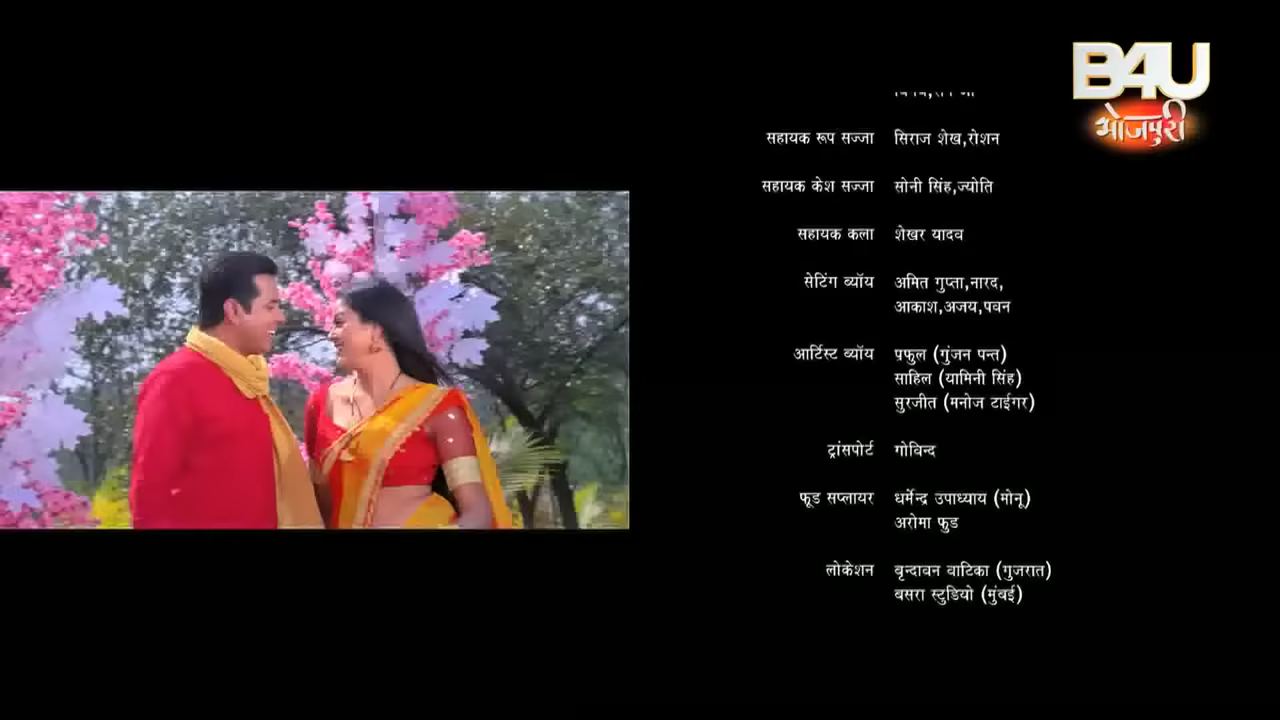 B4U
भोजपुरी
सहायक रूप सज्जा सिराज शेख,रोशन
सहायक केश सज्जा सोनी सिंह,ज्योति
सहायक कला शेखर यादव
सेटिंग ब्यॉय अमित गुप्ता,नारद,
आकाश,अजय,पवन
आर्टिस्ट ब्यॉय प्रफुल (गुंजन पन्त)
साहिल (यामिनी सिंह)
सुरजीत (मनोज टाईगर)
ट्रांसपोर्ट गोविन्द
फूड सप्लायर धर्मेन्द्र उपाध्याय (मोनू)
अरोमा फुड
लोकेशन वृन्दावन वाटिका (गुजरात)
बसरा स्टुडियो (मुंबई)